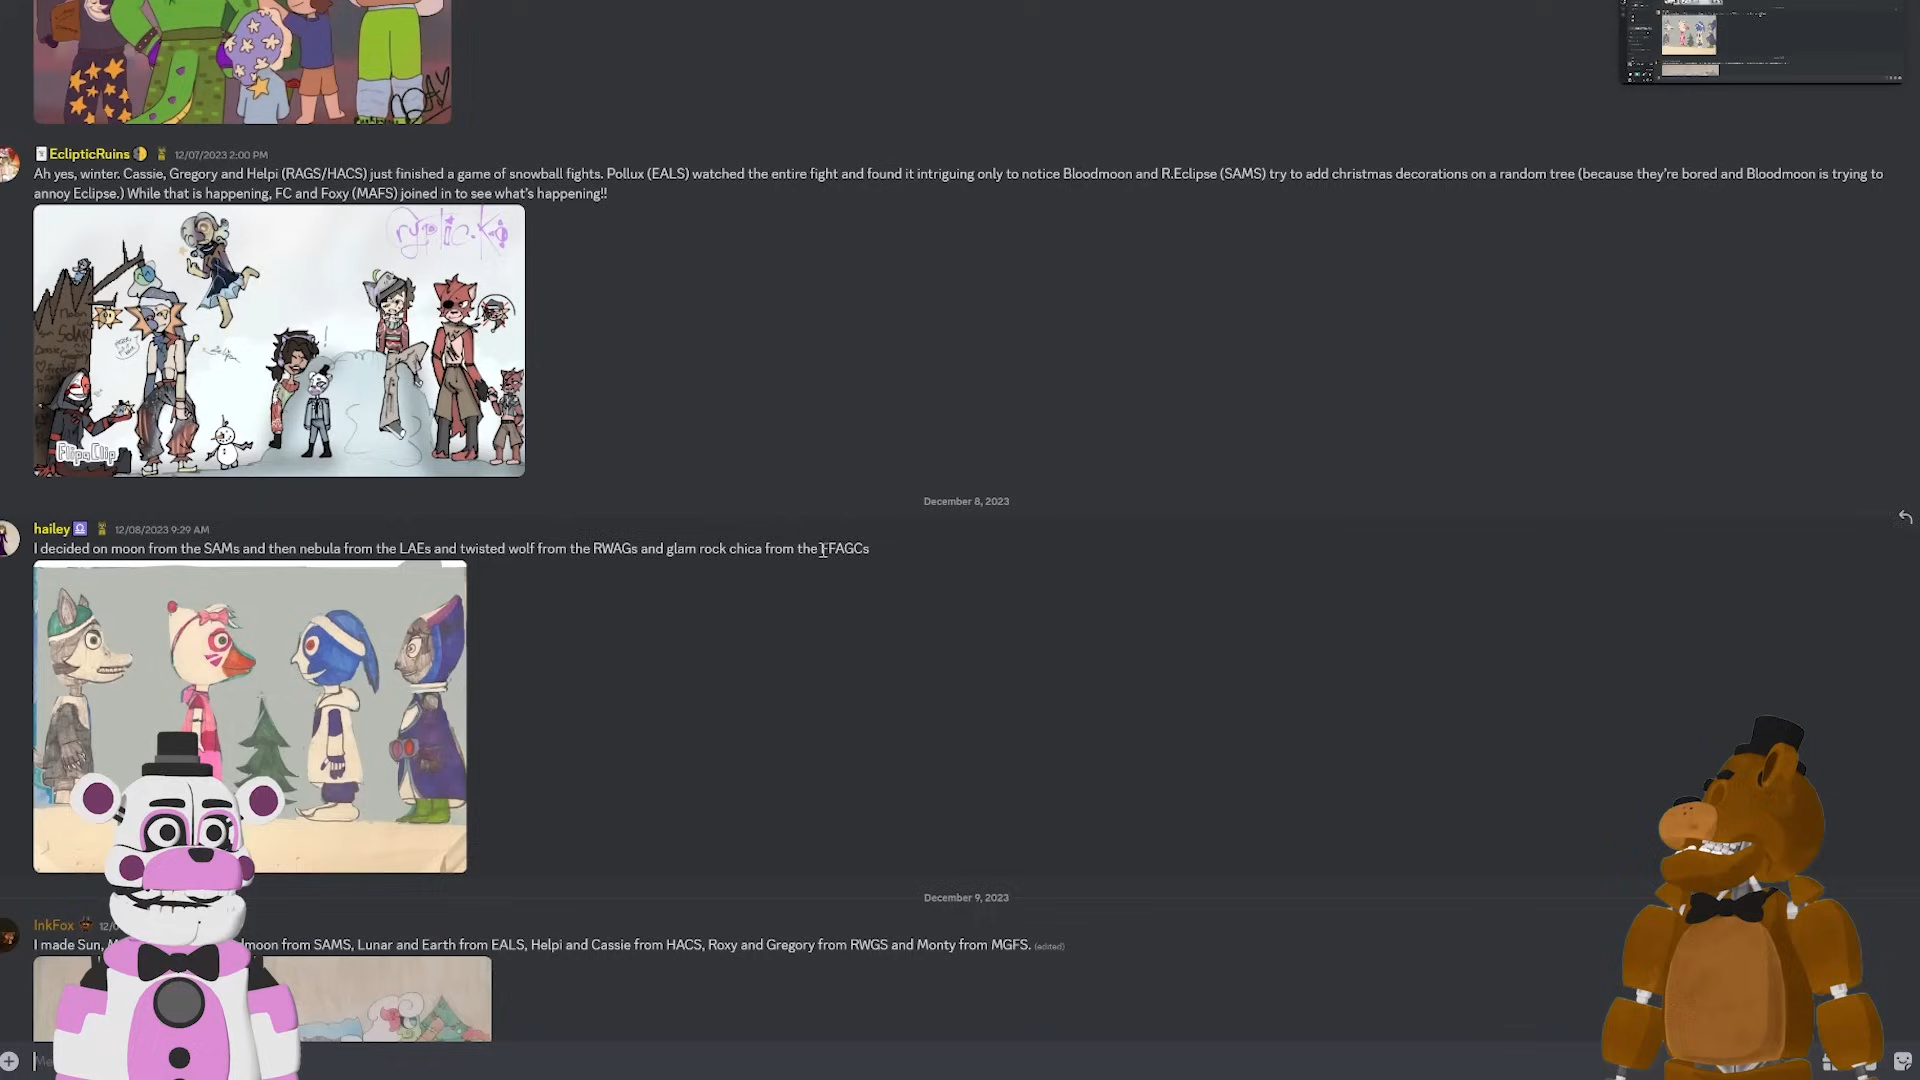 EclipticRuins 12/07/2023 2:00 PM
Ah yes, winter. Cassie, Gregory and Helpi (RAGS/HACS) just finished a game of snowball fights. Pollux (EALS) watched the entire fight and found it intriguing only to notice Bloodmoon and R.Eclipse (SAMS) try to add christmas decorations on a random tree (because they're bored and Bloodmoon is trying to
annoy Eclipse.) While that is happening, FC and Foxy (MAFS) joined in to see what's happening!!
FlipaClip
December 8, 2023
hailey 12/08/2023 9:29 AM
I decided on moon from the SAMs and then nebula from the LAEs and twisted wolf from the RWAGs and glam rock chica from the FFAGCs
December 9, 2023
InkFox 12/0
I made Sun, M dmoon from SAMS, Lunar and Earth from EALS, Helpi and Cassie from HACS, Roxy and Gregory from RWGS and Monty from MGFS. (edited)